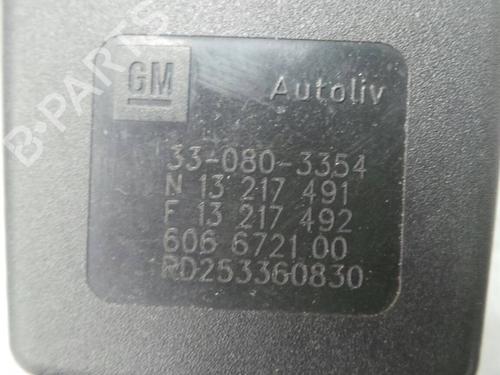 GM Autoliv
33-080-3354
N 13 217 491
F 13 217 492
606 6721 00
RD253360830
B-PARTS